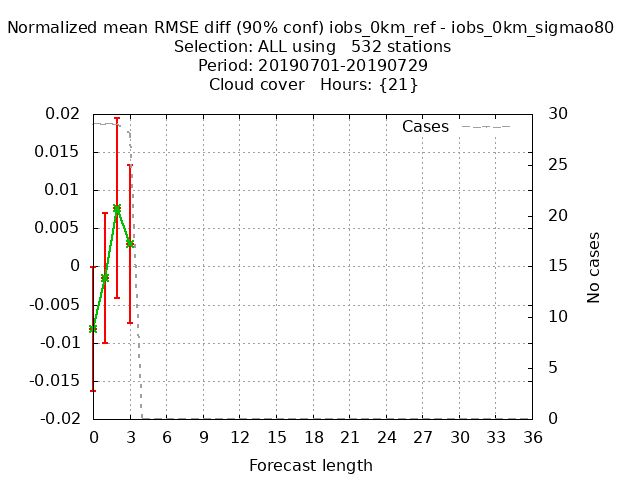 Normalized mean RMSE diff (90% conf) iobs_0km_ref - iobs_0km_sigmao80
Selection: ALL using   532 stations
Period: 20190701-20190729
Cloud cover   Hours: {21}
Cases
0.02
0.015
0.01
0.005
0
-0.005
-0.01
-0.015
-0.02
30
25
20
15
10
5
0
No cases
0 3 6 9 12 15 18 21 24 27 30 33 36
Forecast length